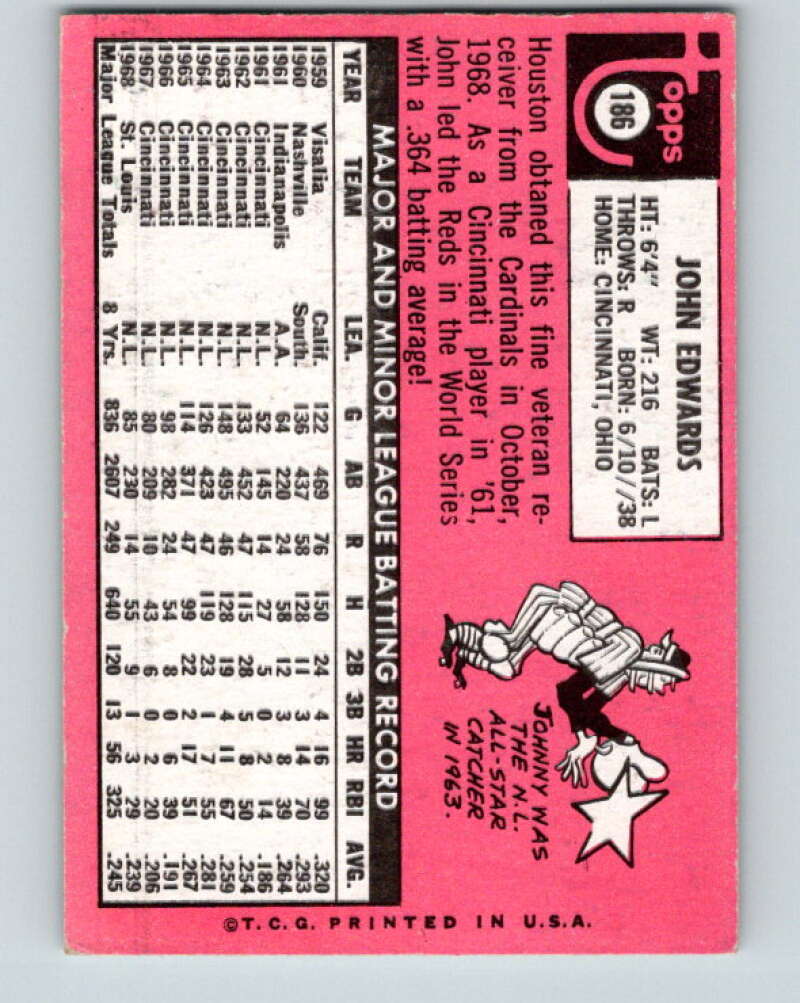 Topps
186
JOHN EDWARDS
HT: 6'4" WT: 216 BATS: L
THROWS: R BORN: 6/10//38
HOME: CINCINNATI, OHIO
Houston obtaned this fine veteran re-
ceiver from the Cardinals in October,
1968. As a Cincinnati player in '61,
John led the Reds in the World Series
with a .364 batting average!
JOHNNY WAS
THE N.L.
ALL-STAR
CATCHER
IN 1963.
MAJOR AND MINOR LEAGUE BATTING RECORD
YEAR TEAM LEA. G AB R H 2B 3B HR RBI AVG.
1959 Visalia Calif. 122 469 76 150 24 4 16 99 .320
1960 Nashville South. 136 437 58 128 11 3 14 70 .293
1961 Indianapolis A.A. 64 220 24 58 12 3 8 39 .264
1961 Cincinnati N.L. 52 145 14 27 5 0 2 14 .186
1962 Cincinnati N.L. 133 452 47 115 28 5 8 50 .254
1963 Cincinnati N.L. 148 495 46 128 19 4 11 67 .259
1964 Cincinnati N.L. 126 423 47 119 23 1 7 55 .281
1965 Cincinnati N.L. 114 371 47 99 22 2 17 51 .267
1966 Cincinnati N.L. 98 282 24 54 8 0 6 39 .191
1967 Cincinnati N.L. 80 209 10 43 6 0 2 20 .206
1968 St. Louis N.L. 85 230 14 55 9 1 3 29 .239
Major League Totals 8 Yrs. 836 2607 249 640 120 13 56 325 .245
©T.C.G. PRINTED IN U.S.A.